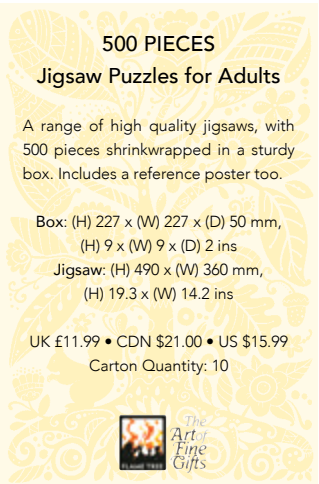 500 PIECES
Jigsaw Puzzles for Adults
A range of high quality jigsaws, with
500 pieces shrinkwrapped in a sturdy
box. Includes a reference poster too.
Box: (H) 227 x (W) 227 x (D) 50 mm,
(H) 9 x (W) 9 x (D) 2 ins
Jigsaw: (H) 490 x (W) 360 mm,
(H) 19.3 x (W) 14.2 ins
UK £11.99 • CDN $21.00 • US $15.99
Carton Quantity: 10
FLAME TREE
The
Art of
Fine
Gifts